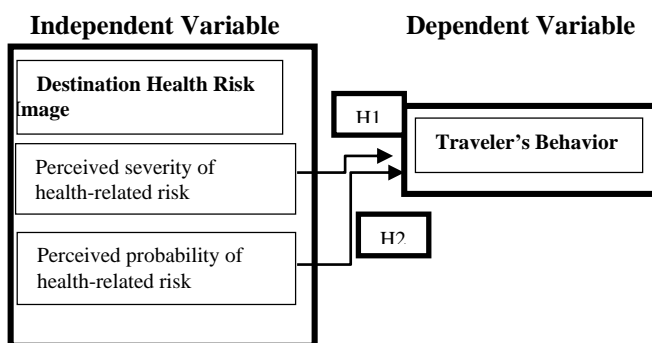 Independent Variable
Dependent Variable
Destination Health Risk
Image
Perceived severity of
health-related risk
Perceived probability of
health-related risk
H1
Traveler's Behavior
H2